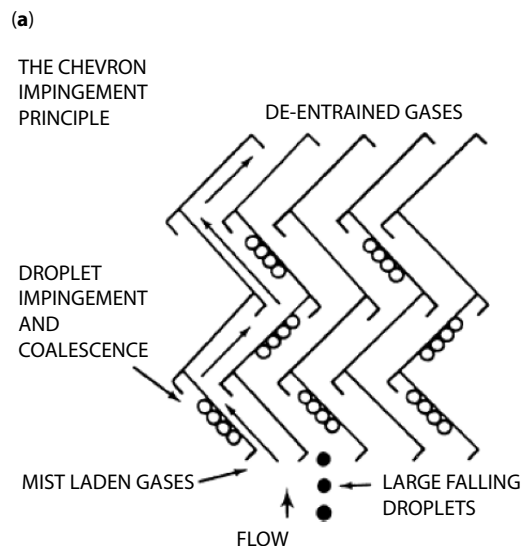 (a)
THE CHEVRON
IMPINGEMENT
PRINCIPLE
DE-ENTRAINED GASES
DROPLET
IMPINGEMENT
AND
COALESCENCE
MIST LADEN GASES
LARGE FALLING
DROPLETS
FLOW